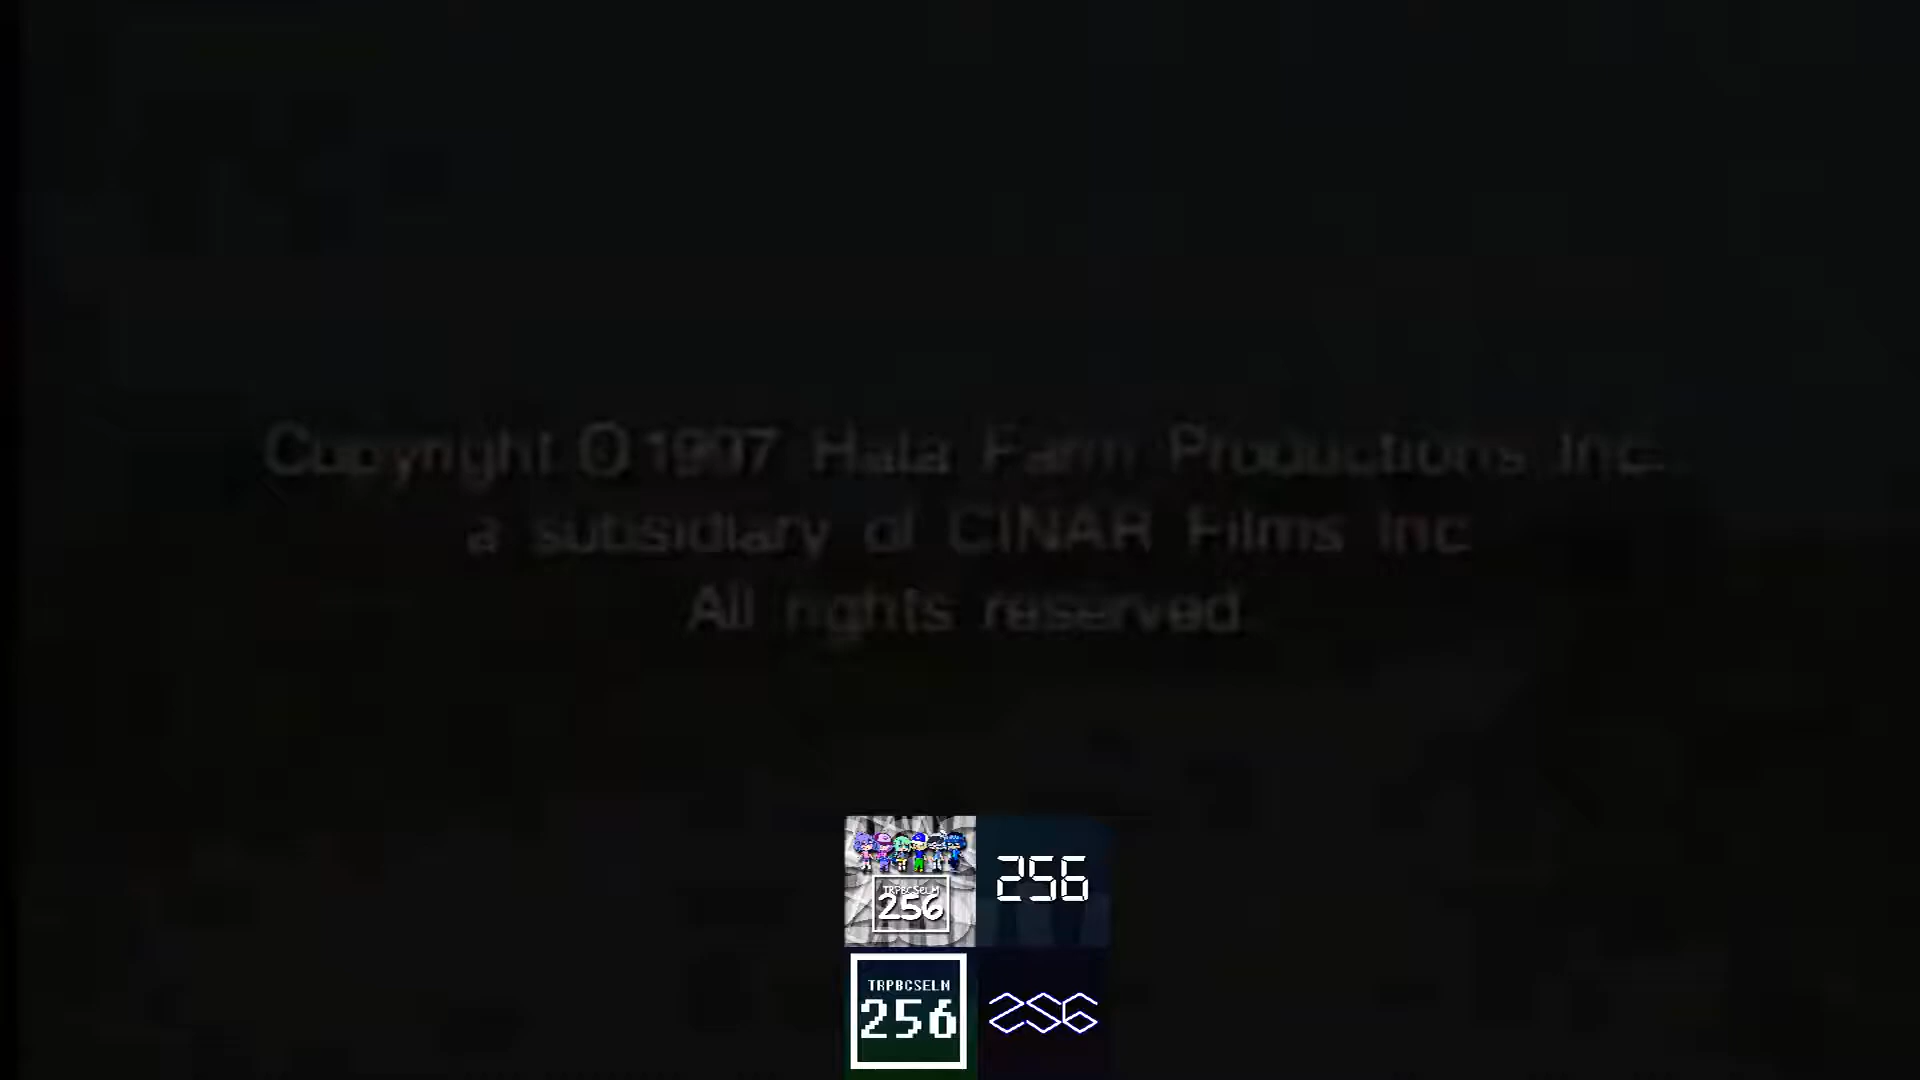 Copyright © 1997 Hala Farm Productions Inc.
a subsidiary of CINAR Films Inc
All rights reserved.
TRPBCSELM
256
256
TRPBCSELM
256
256